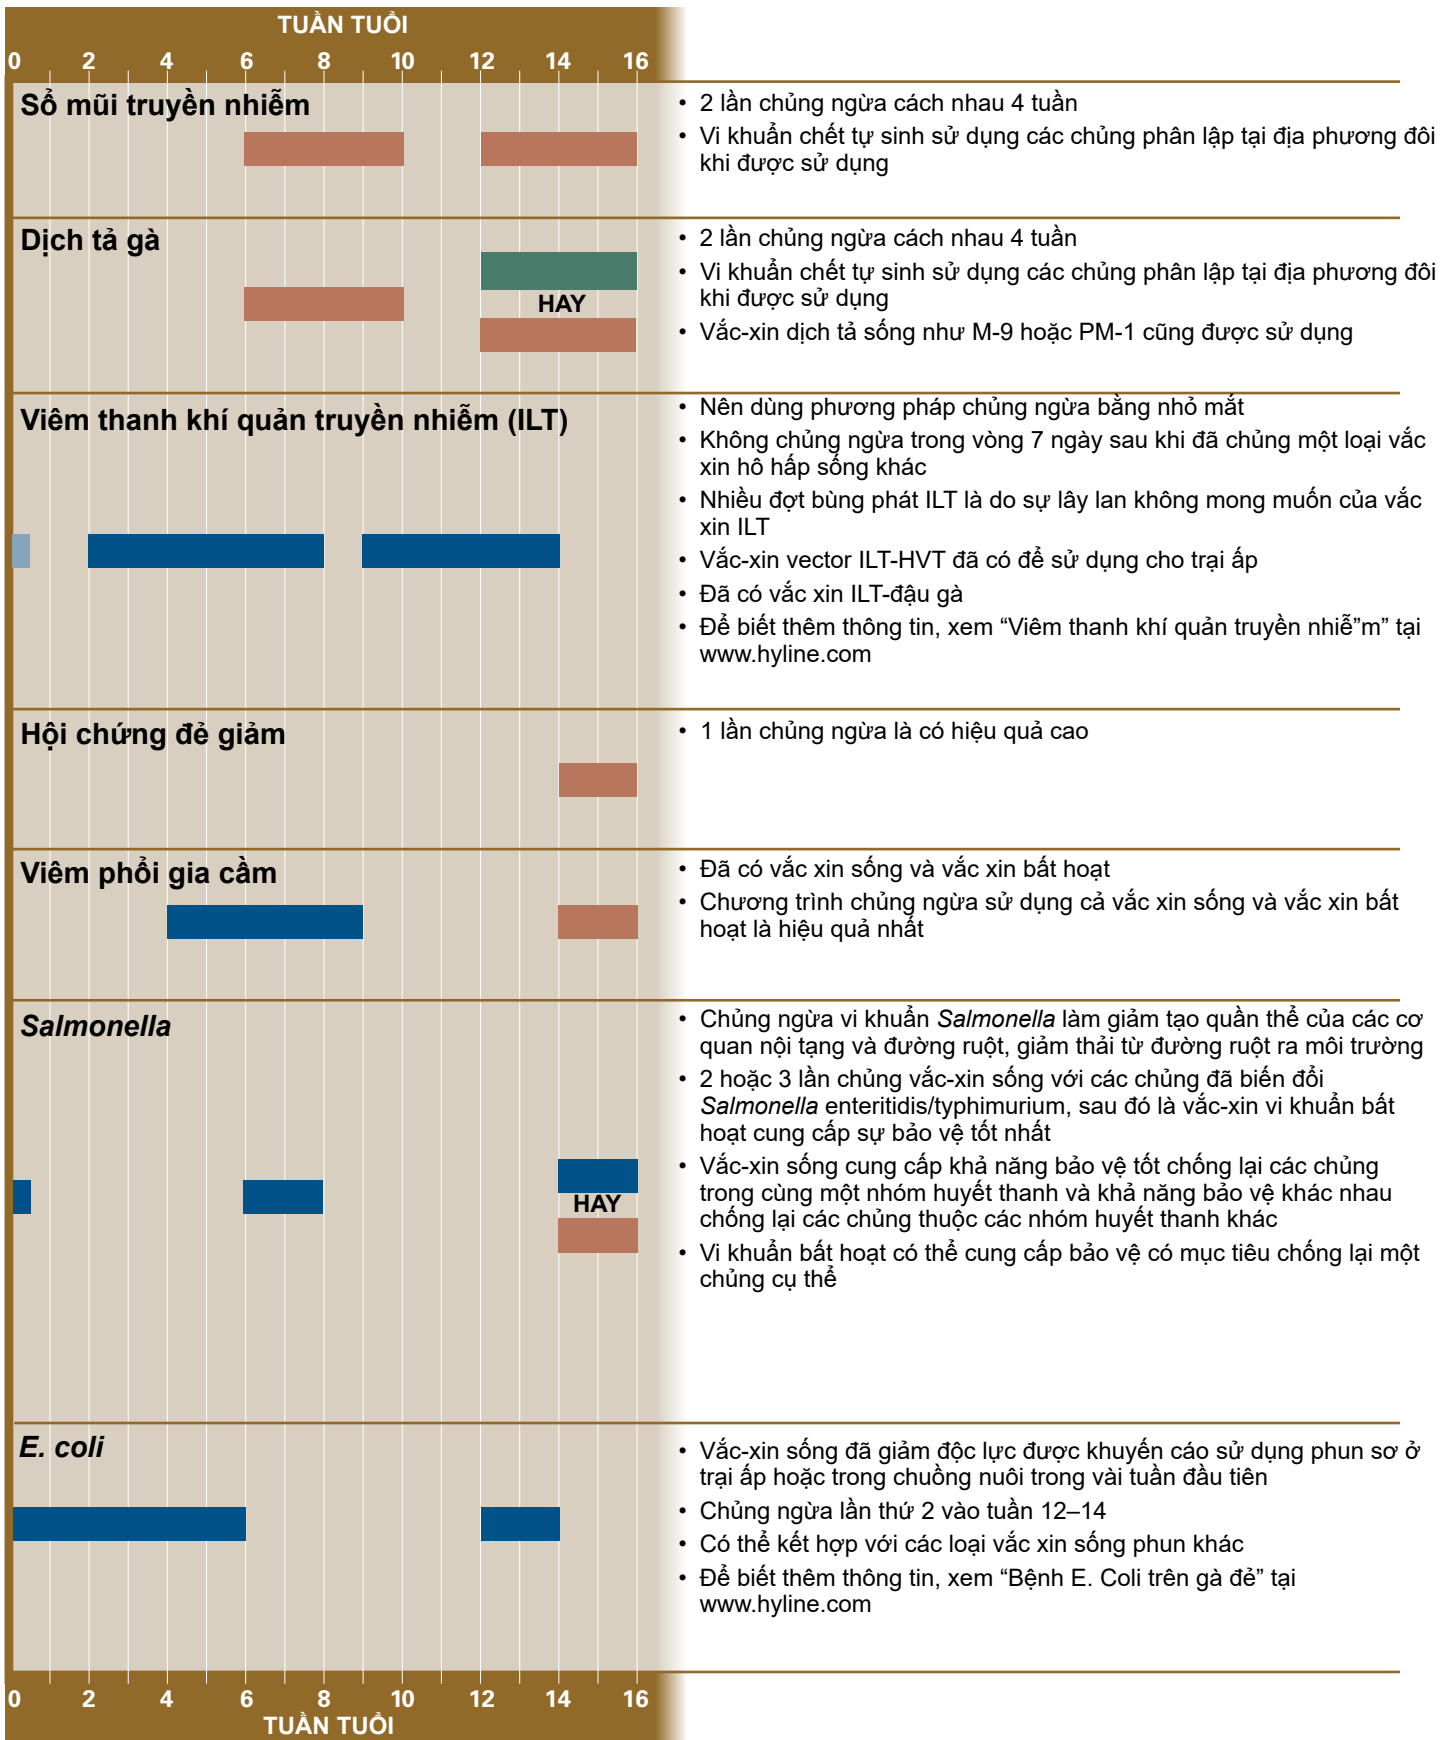 TUẦN TUỔI
0 2 4 6 8 10 12 14 16
Sổ mũi truyền nhiễm
• 2 lần chủng ngừa cách nhau 4 tuần
• Vi khuẩn chết tự sinh sử dụng các chủng phân lập tại địa phương đôi
khi được sử dụng
Dịch tả gà
HAY
• 2 lần chủng ngừa cách nhau 4 tuần
• Vi khuẩn chết tự sinh sử dụng các chủng phân lập tại địa phương đôi
khi được sử dụng
• Vắc-xin dịch tả sống như M-9 hoặc PM-1 cũng được sử dụng
Viêm thanh khí quản truyền nhiễm (ILT)
• Nên dùng phương pháp chủng ngừa bằng nhỏ mắt
• Không chủng ngừa trong vòng 7 ngày sau khi đã chủng một loại vắc
xin hô hấp sống khác
• Nhiều đợt bùng phát ILT là do sự lây lan không mong muốn của vắc
xin ILT
• Vắc-xin vector ILT-HVT đã có để sử dụng cho trại ấp
• Đã có vắc xin ILT-đậu gà
• Để biết thêm thông tin, xem “Viêm thanh khí quản truyền nhiễ”m” tại
www.hyline.com
Hội chứng đẻ giảm
• 1 lần chủng ngừa là có hiệu quả cao
Viêm phổi gia cầm
• Đã có vắc xin sống và vắc xin bất hoạt
• Chương trình chủng ngừa sử dụng cả vắc xin sống và vắc xin bất
hoạt là hiệu quả nhất
Salmonella
HAY
• Chủng ngừa vi khuẩn Salmonella làm giảm tạo quần thể của các cơ
quan nội tạng và đường ruột, giảm thải từ đường ruột ra môi trường
• 2 hoặc 3 lần chủng vắc-xin sống với các chủng đã biến đổi
Salmonella enteritidis/typhimurium, sau đó là vắc-xin vi khuẩn bất
hoạt cung cấp sự bảo vệ tốt nhất
• Vắc-xin sống cung cấp khả năng bảo vệ tốt chống lại các chủng
trong cùng một nhóm huyết thanh và khả năng bảo vệ khác nhau
chống lại các chủng thuộc các nhóm huyết thanh khác
• Vi khuẩn bất hoạt có thể cung cấp bảo vệ có mục tiêu chống lại một
chủng cụ thể
E. coli
• Vắc-xin sống đã giảm độc lực được khuyến cáo sử dụng phun sơ ở
trại ấp hoặc trong chuồng nuôi trong vài tuần đầu tiên
• Chủng ngừa lần thứ 2 vào tuần 12–14
• Có thể kết hợp với các loại vắc xin sống phun khác
• Để biết thêm thông tin, xem “Bệnh E. Coli trên gà đẻ” tại
www.hyline.com
0 2 4 6 8 10 12 14 16
TUẦN TUỔI